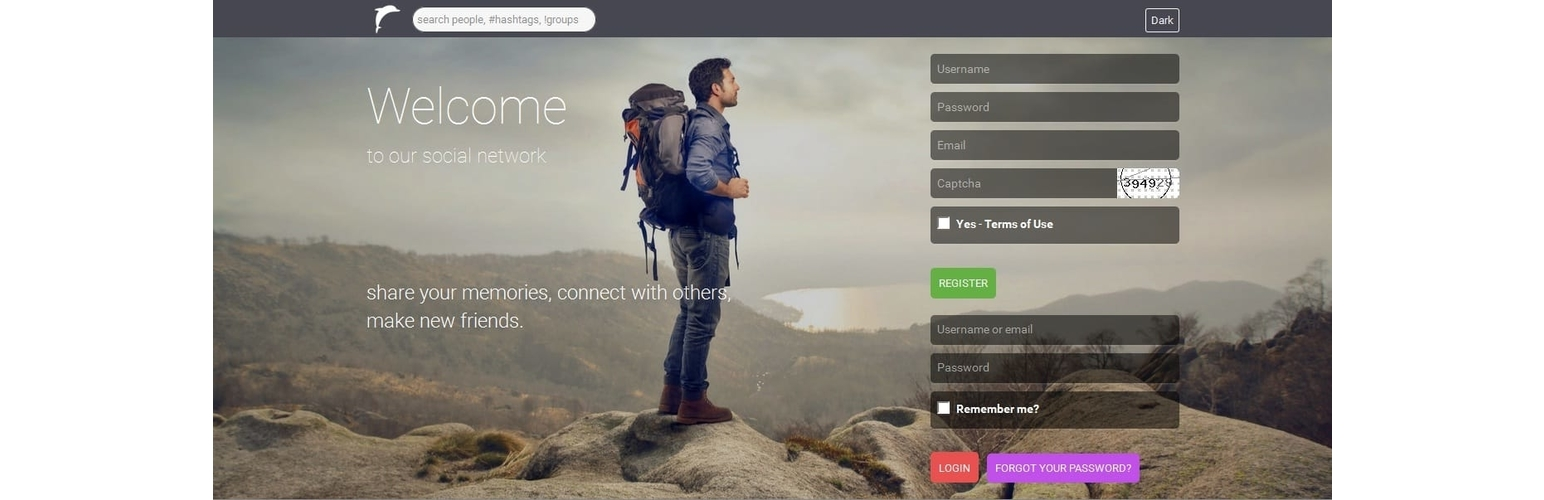 search people, #hashtags, !groups
Dark
Welcome
to our social network
share your memories, connect with others,
make new friends.
Username
Password
Email
Captcha
394929
Yes - Terms of Use
REGISTER
Username or email
Password
Remember me?
LOGIN
FORGOT YOUR PASSWORD?